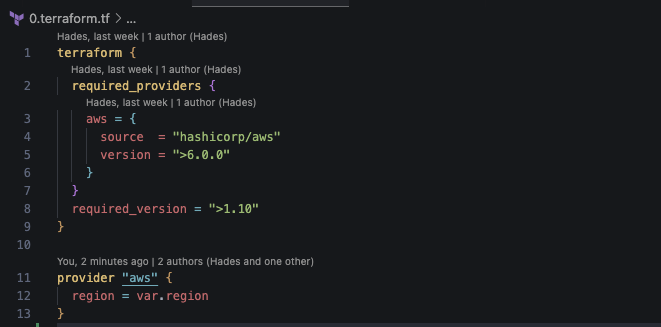 0.terraform.tf > ...
Hades, last week | 1 author (Hades)
1 terraform {
Hades, last week | 1 author (Hades)
2 required_providers {
Hades, last week | 1 author (Hades)
3 aws = {
4 source = "hashicorp/aws"
5 version = ">6.0.0"
6 }
7 }
8 required_version = ">1.10"
9 }
10
You, 2 minutes ago | 2 authors (Hades and one other)
11 provider "aws" {
12 region = var.region
13 }